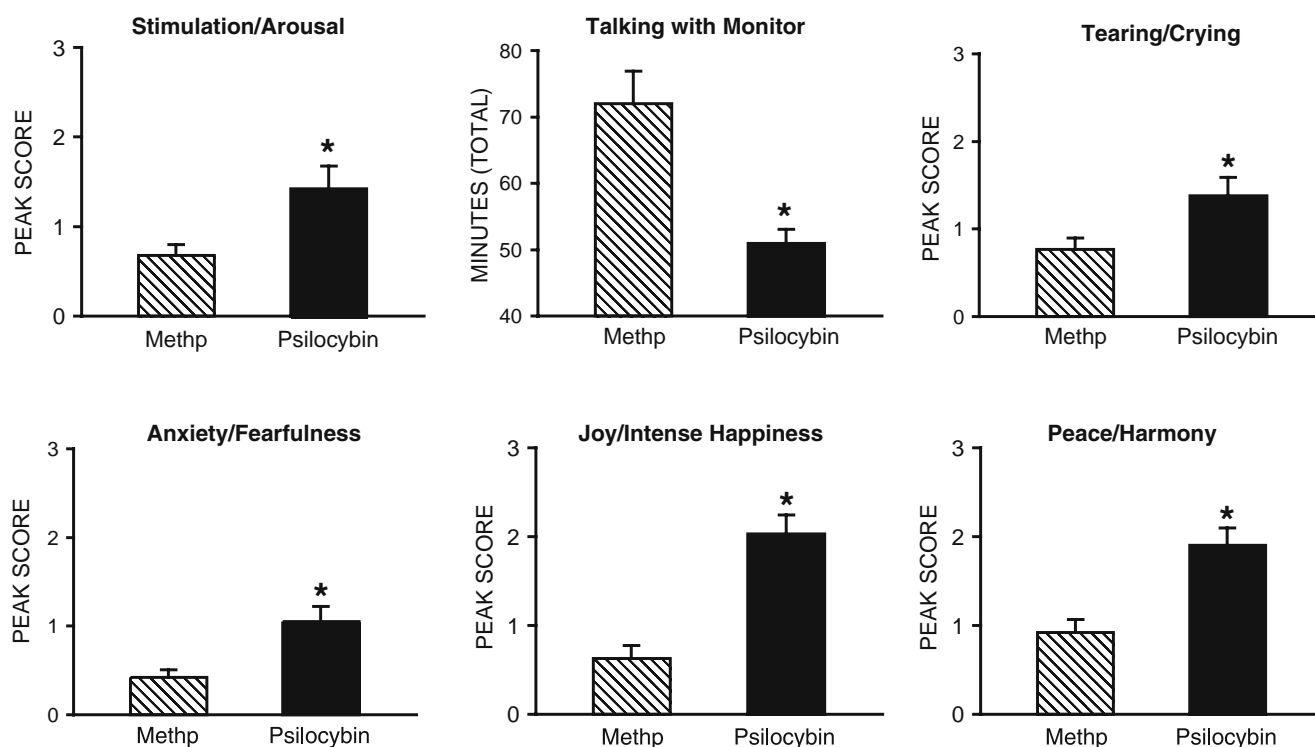 Stimulation/Arousal
3
2
1
0
PEAK SCORE
*
Methp Psilocybin
Talking with Monitor
80
70
60
50
40
MINUTES (TOTAL)
*
Methp Psilocybin
Tearing/Crying
3
2
1
0
PEAK SCORE
*
Methp Psilocybin
Anxiety/Fearfulness
3
2
1
0
PEAK SCORE
*
Methp Psilocybin
Joy/Intense Happiness
3
2
1
0
PEAK SCORE
*
Methp Psilocybin
Peace/Harmony
3
2
1
0
PEAK SCORE
*
Methp Psilocybin